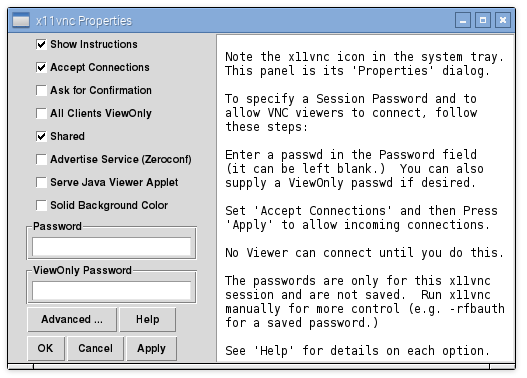 x11vnc Properties
Show Instructions
Accept Connections
Ask for Confirmation
All Clients ViewOnly
Shared
Advertise Service (Zeroconf)
Serve Java Viewer Applet
Solid Background Color
Password
ViewOnly Password
Advanced ... Help
OK Cancel Apply
Note the x11vnc icon in the system tray.
This panel is its 'Properties' dialog.
To specify a Session Password and to
allow VNC viewers to connect, follow
these steps:
Enter a passwd in the Password field
(it can be left blank.)  You can also
supply a ViewOnly passwd if desired.
Set 'Accept Connections' and then Press
'Apply' to allow incoming connections.
No Viewer can connect until you do this.
The passwords are only for this x11vnc
session and are not saved.  Run x11vnc
manually for more control (e.g. -rfbauth
for a saved password.)
See 'Help' for details on each option.